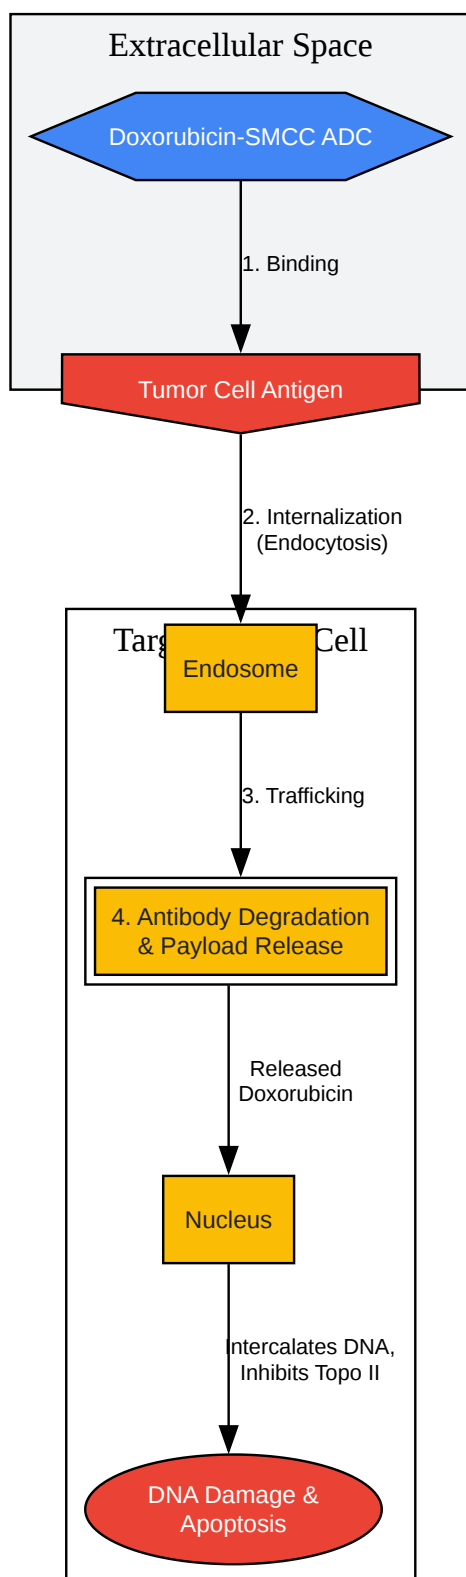 Extracellular Space
Doxorubicin-SMCC ADC
1. Binding
Tumor Cell Antigen
2. Internalization
(Endocytosis)
Cell
Endosome
3. Trafficking
4. Antibody Degradation
& Payload Release
Released
Doxorubicin
Nucleus
Intercalates DNA,
Inhibits Topo II
DNA Damage &
Apoptosis